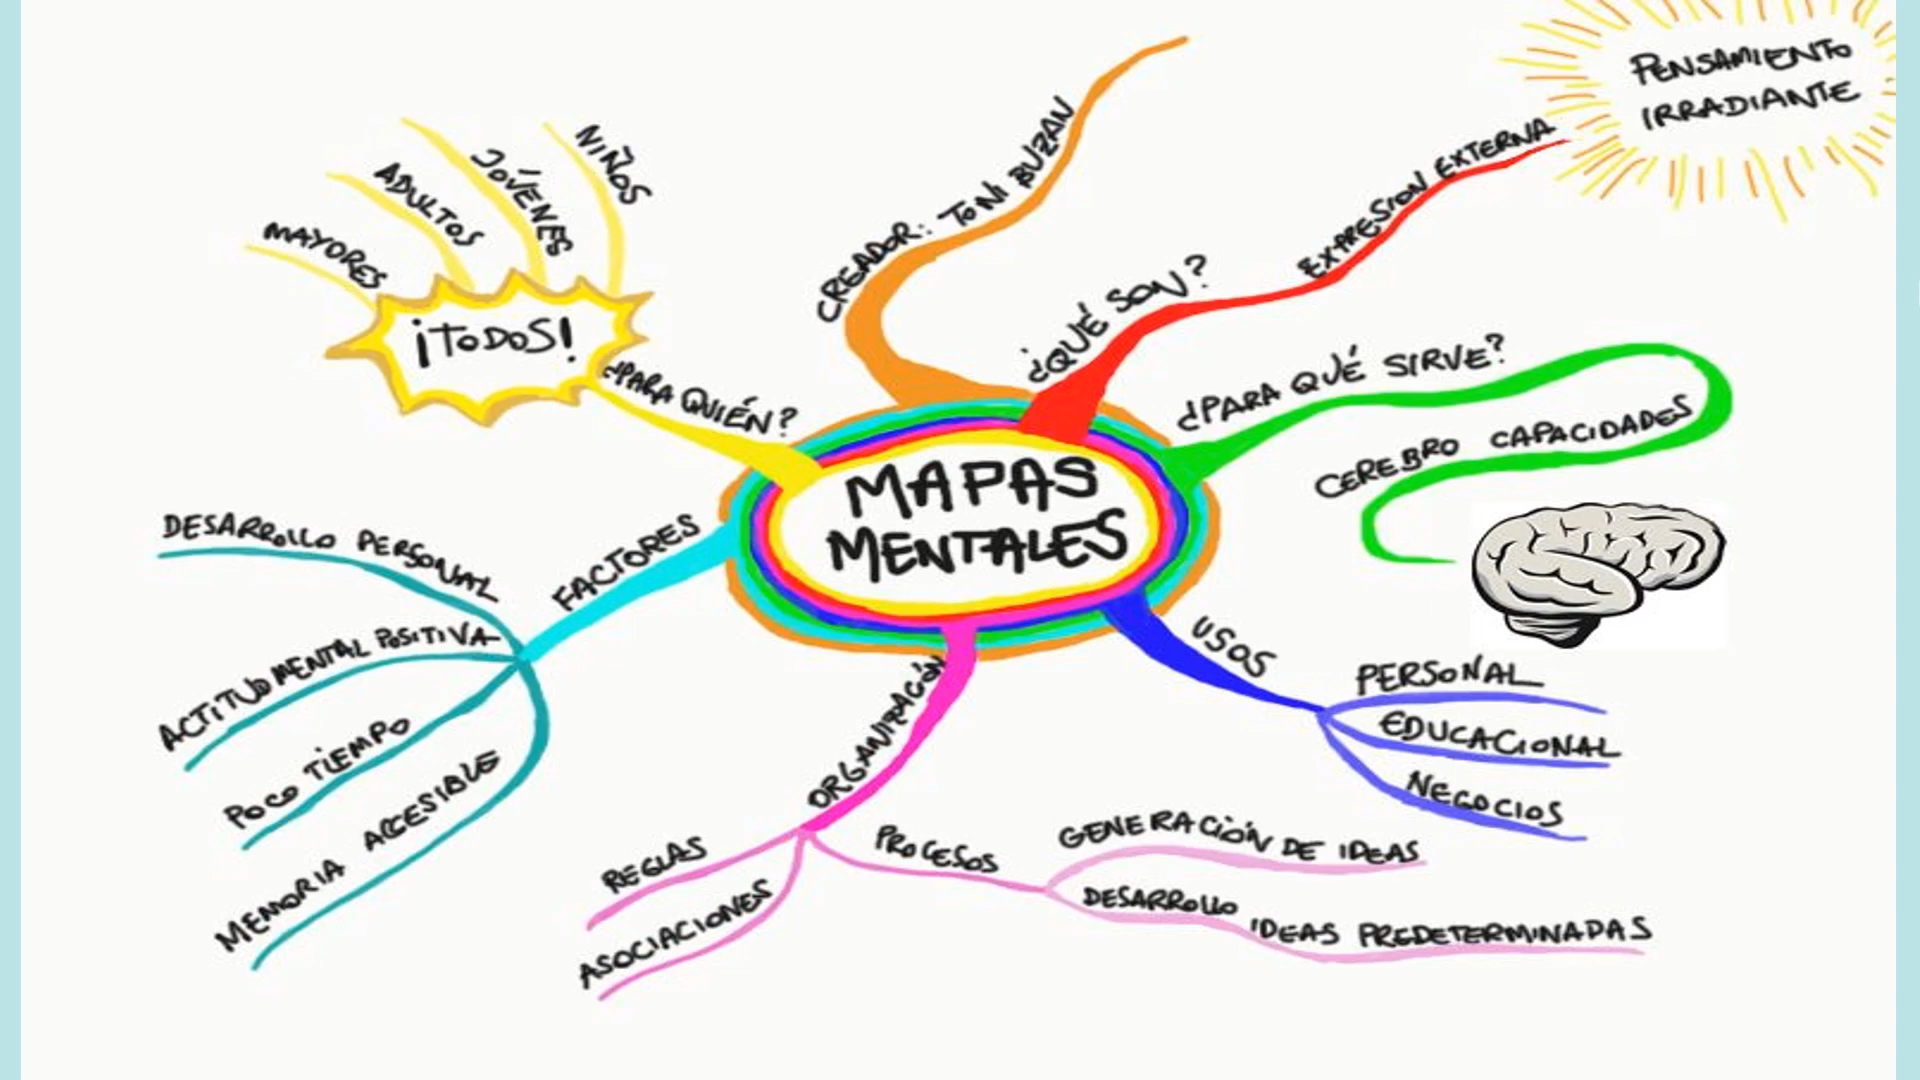 MAPAS
MENTALES
CREADOR: TONI BUZAN
¿QUÉ SON?
EXPRESION EXTERNA
PENSAMIENTO
IRRADIANTE
¿PARA QUÉ SIRVE?
CEREBRO CAPACIDADES
USOS
PERSONAL
EDUCACIONAL
NEGOCIOS
ORGANIZACIÓN
PROCESOS
GENERACIÓN DE IDEAS
DESARROLLO
IDEAS PREDETERMINADAS
REGLAS
ASOCIACIONES
FACTORES
DESARROLLO PERSONAL
ACTITUD MENTAL POSITIVA
POCO TIEMPO
MEMORIA ACCESIBLE
¿PARA QUIÉN?
¡TODOS!
MAYORES
ADULTOS
JÓVENES
NIÑOS